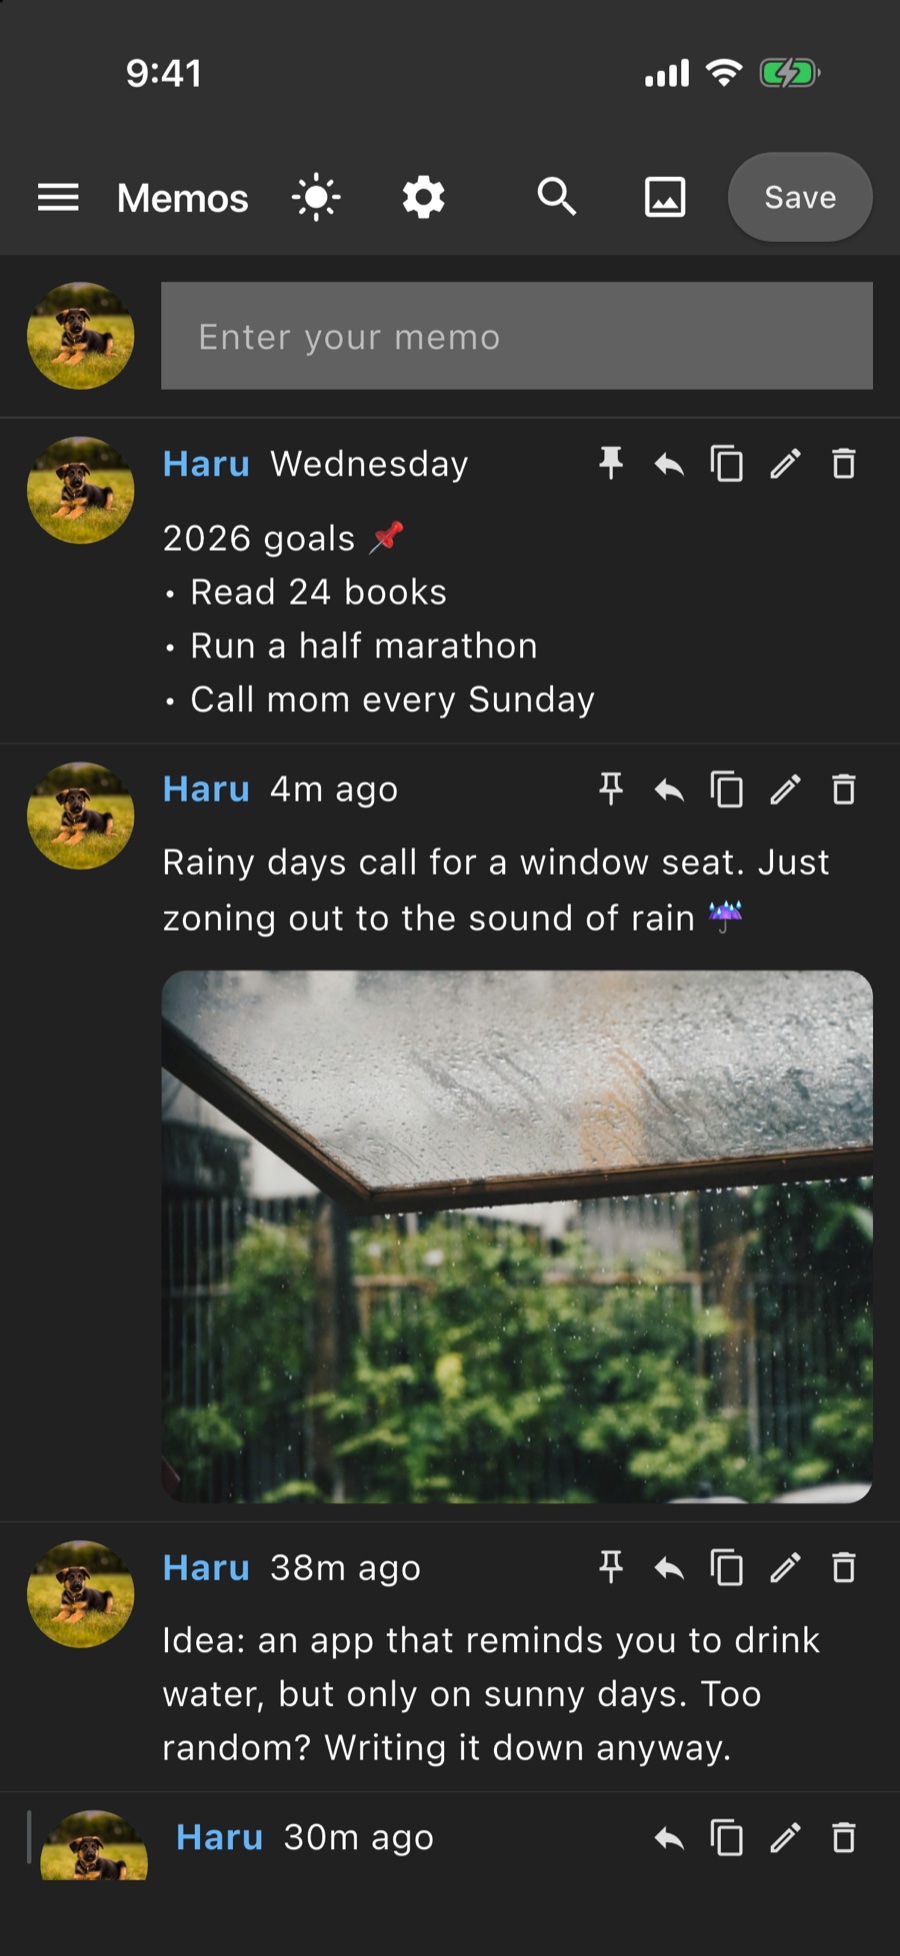 9:41
Memos
Save
Enter your memo
Haru Wednesday
2026 goals 📌
• Read 24 books
• Run a half marathon
• Call mom every Sunday
Haru 4m ago
Rainy days call for a window seat. Just
zoning out to the sound of rain ☔
Haru 38m ago
Idea: an app that reminds you to drink
water, but only on sunny days. Too
random? Writing it down anyway.
Haru 30m ago